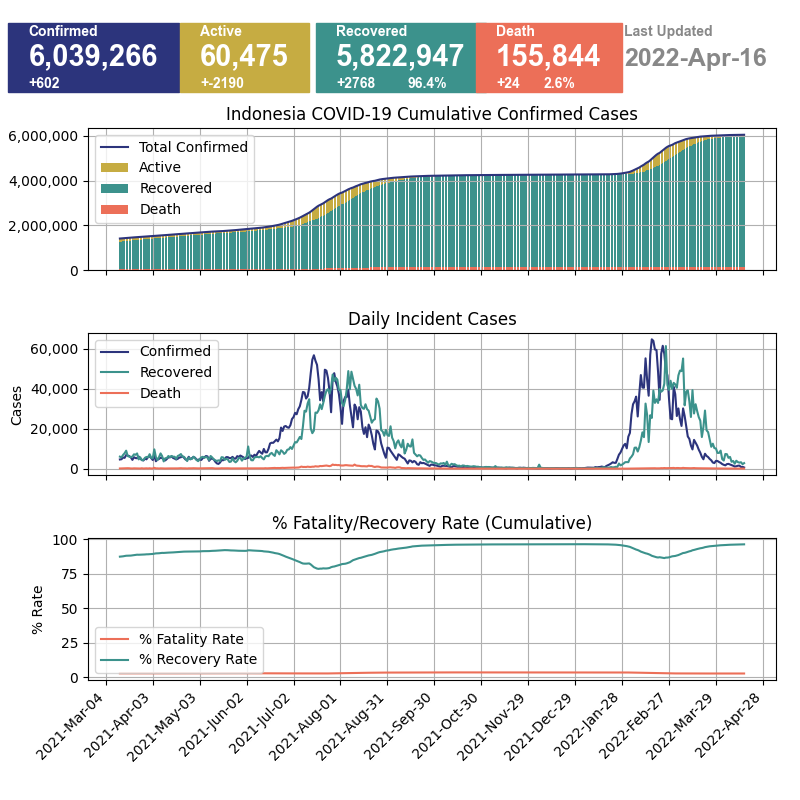 Confirmed
6,039,266
+602
Active
60,475
+-2190
Recovered
5,822,947
+2768 96.4%
Death
155,844
+24 2.6%
Last Updated
2022-Apr-16
Indonesia COVID-19 Cumulative Confirmed Cases
6,000,000
4,000,000
2,000,000
0
Total Confirmed
Active
Recovered
Death
Daily Incident Cases
Cases
60,000
40,000
20,000
0
Confirmed
Recovered
Death
% Fatality/Recovery Rate (Cumulative)
% Rate
100
75
50
25
0
% Fatality Rate
% Recovery Rate
2021-Mar-04
2021-Apr-03
2021-May-03
2021-Jun-02
2021-Jul-02
2021-Aug-01
2021-Aug-31
2021-Sep-30
2021-Oct-30
2021-Nov-29
2021-Dec-29
2022-Jan-28
2022-Feb-27
2022-Mar-29
2022-Apr-28